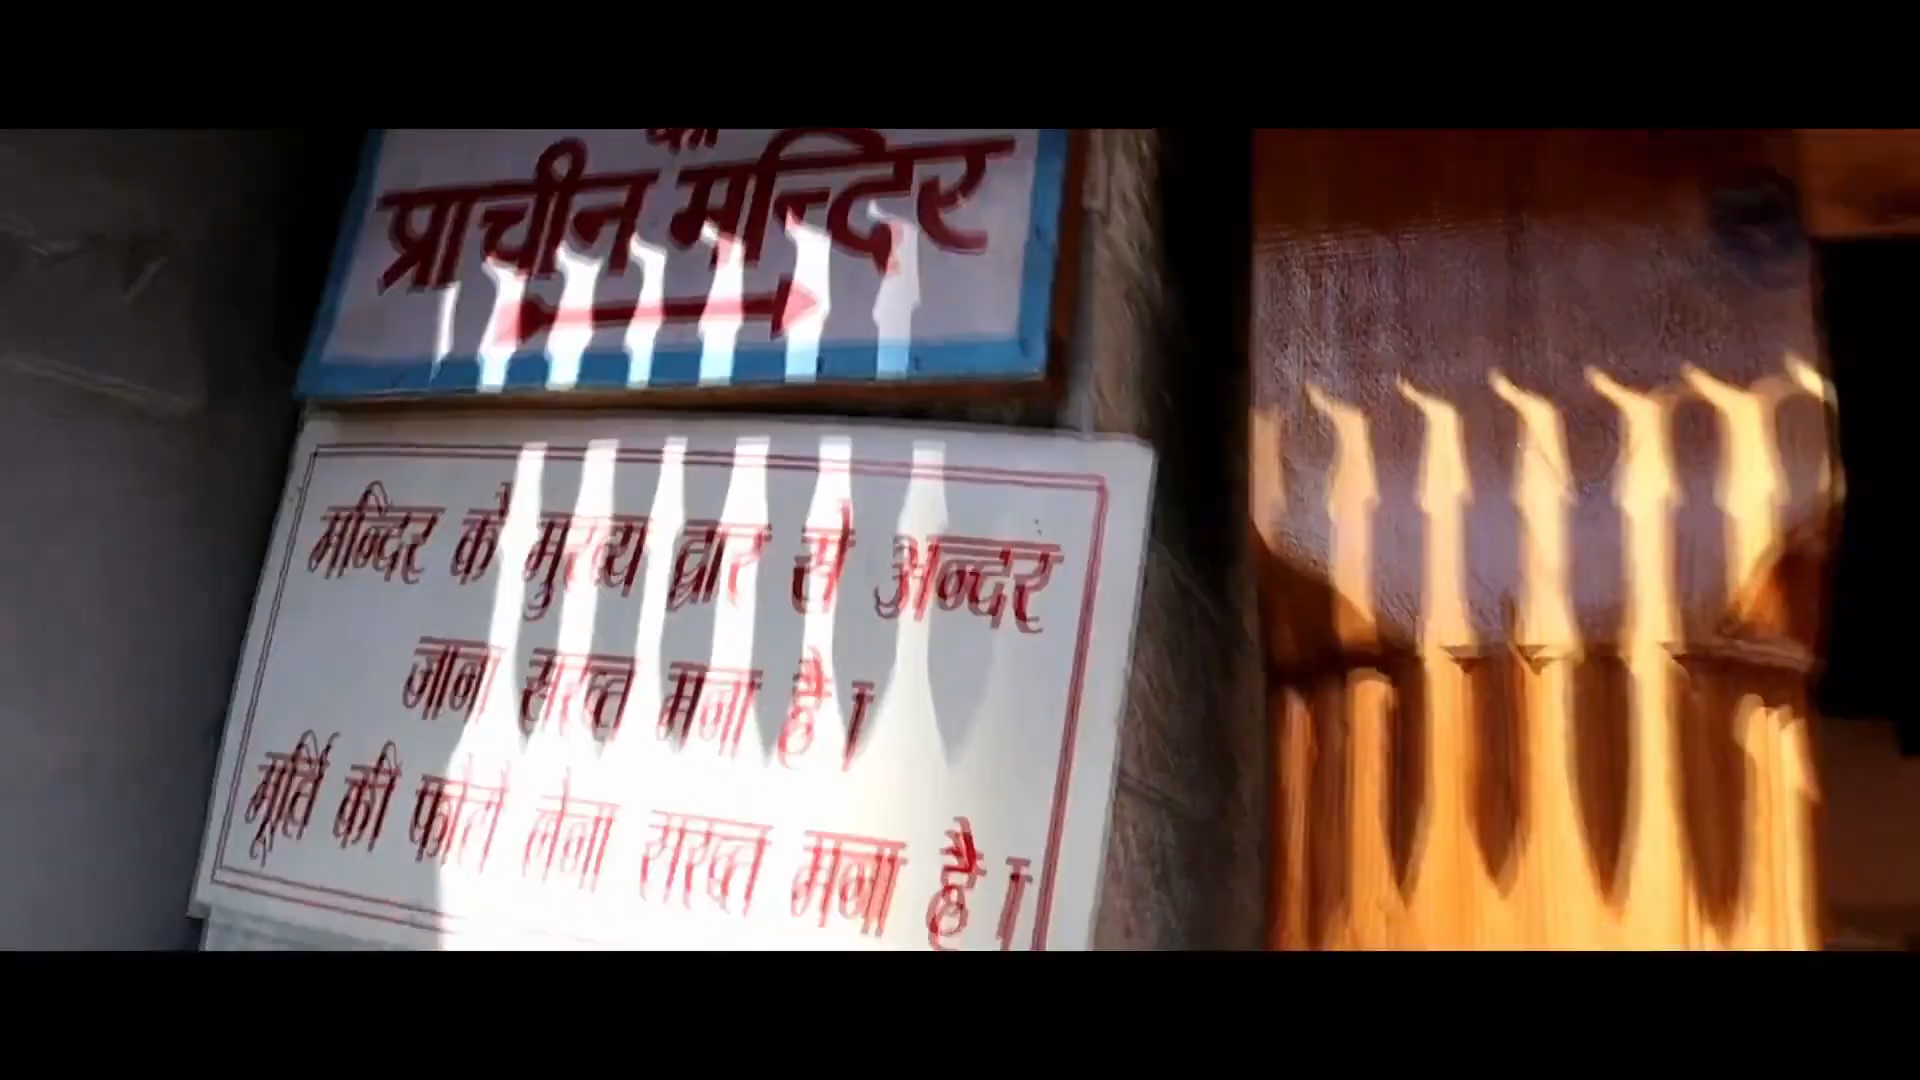 का
प्राचीन मन्दिर
मन्दिर के मुख्य द्वार से अन्दर
जाना सख्त मना है।
मूर्ति की फोटो लेना सख्त मना है।